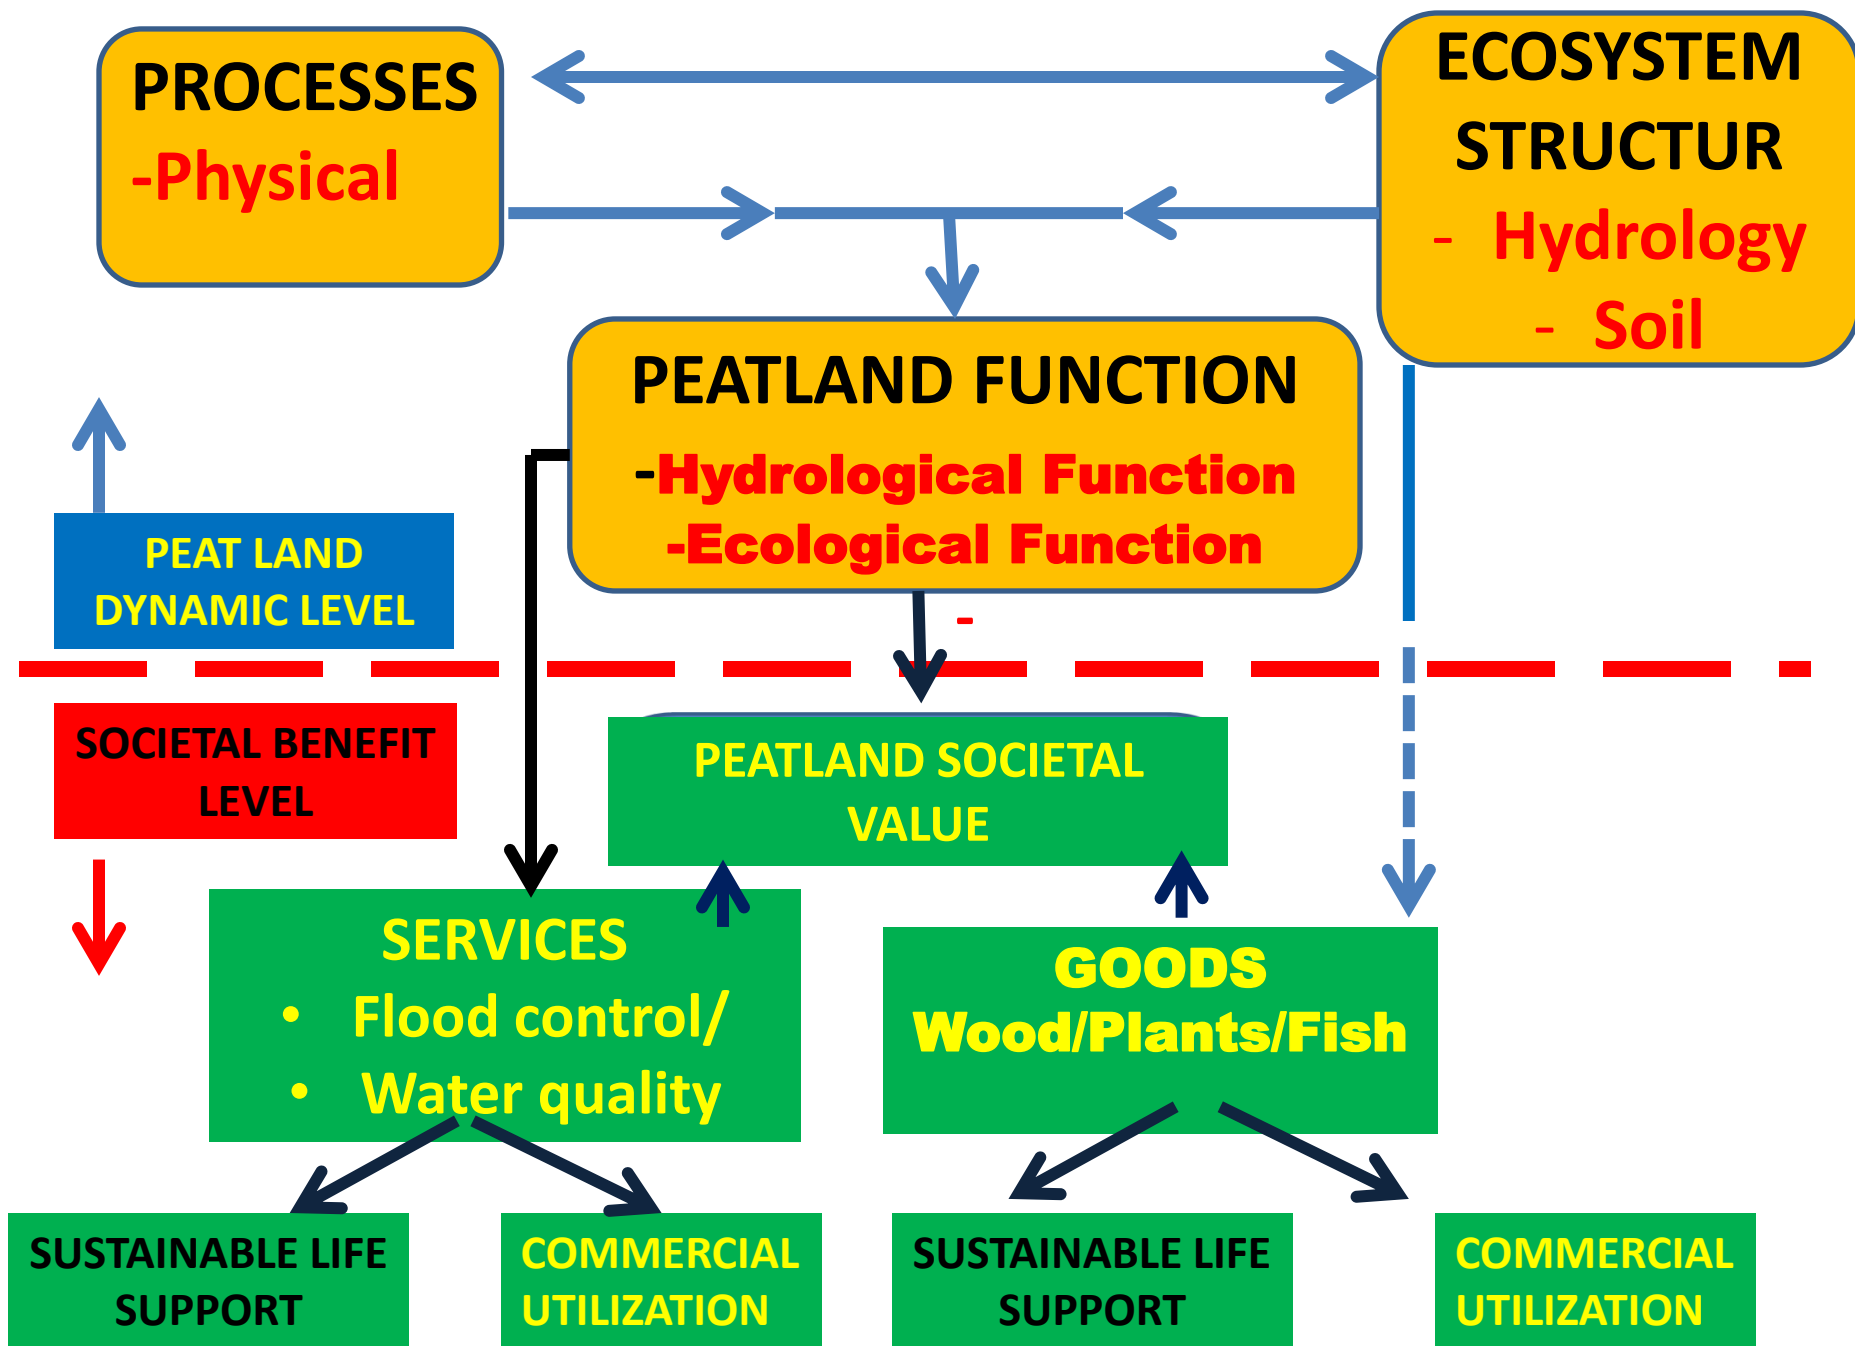 PROCESSES
-Physical
ECOSYSTEM
STRUCTUR
- Hydrology
- Soil
PEATLAND FUNCTION
-Hydrological Function
-Ecological Function
-
PEAT LAND
DYNAMIC LEVEL
SOCIETAL BENEFIT
LEVEL
PEATLAND SOCIETAL
VALUE
SERVICES
• Flood control/
• Water quality
GOODS
Wood/Plants/Fish
SUSTAINABLE LIFE
SUPPORT
COMMERCIAL
UTILIZATION
SUSTAINABLE LIFE
SUPPORT
COMMERCIAL
UTILIZATION